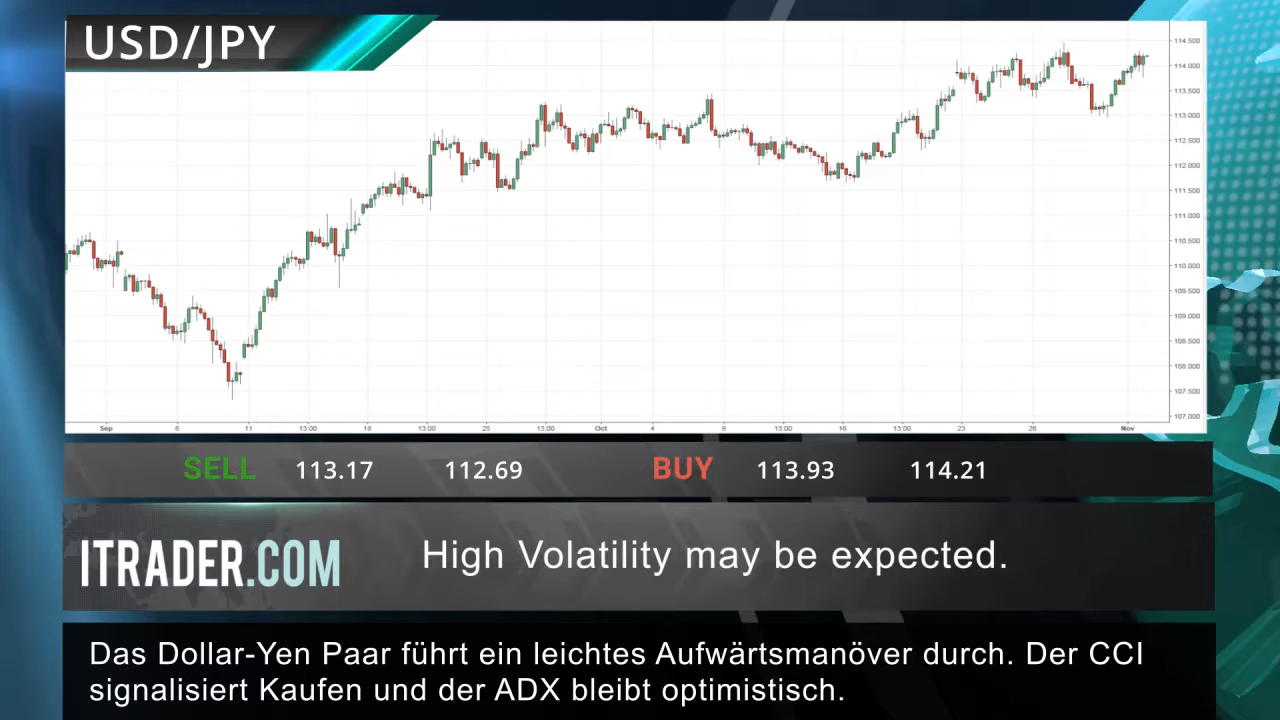 USD/JPY
114.500
114.000
113.500
113.000
112.500
112.000
111.500
111.000
110.500
110.000
109.500
109.000
108.500
108.000
107.500
107.000
Sep 6 11 13:00 18 13:00 25 13:00 Oct 4 9 13:00 16 13:00 23 26 Nov
SELL 113.17 112.69 BUY 113.93 114.21
ITRADER.COM High Volatility may be expected.
Das Dollar-Yen Paar führt ein leichtes Aufwärtsmanöver durch. Der CCI
signalisiert Kaufen und der ADX bleibt optimistisch.